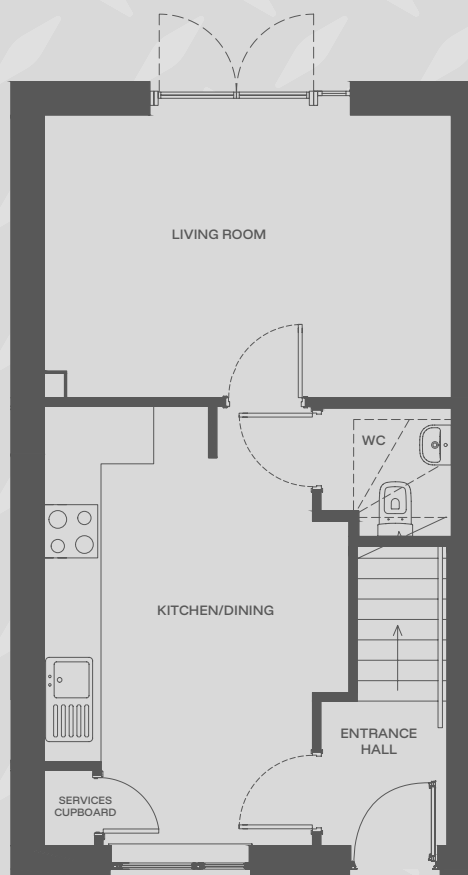 LIVING ROOM
WC
KITCHEN/DINING
ENTRANCE
HALL
SERVICES
CUPBOARD